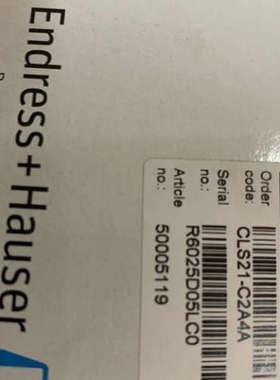 Endress+Hauser
Order
code: CLS21-C2A4A
Serial
no.: R6025D05LC0
Article
no.: 50005119